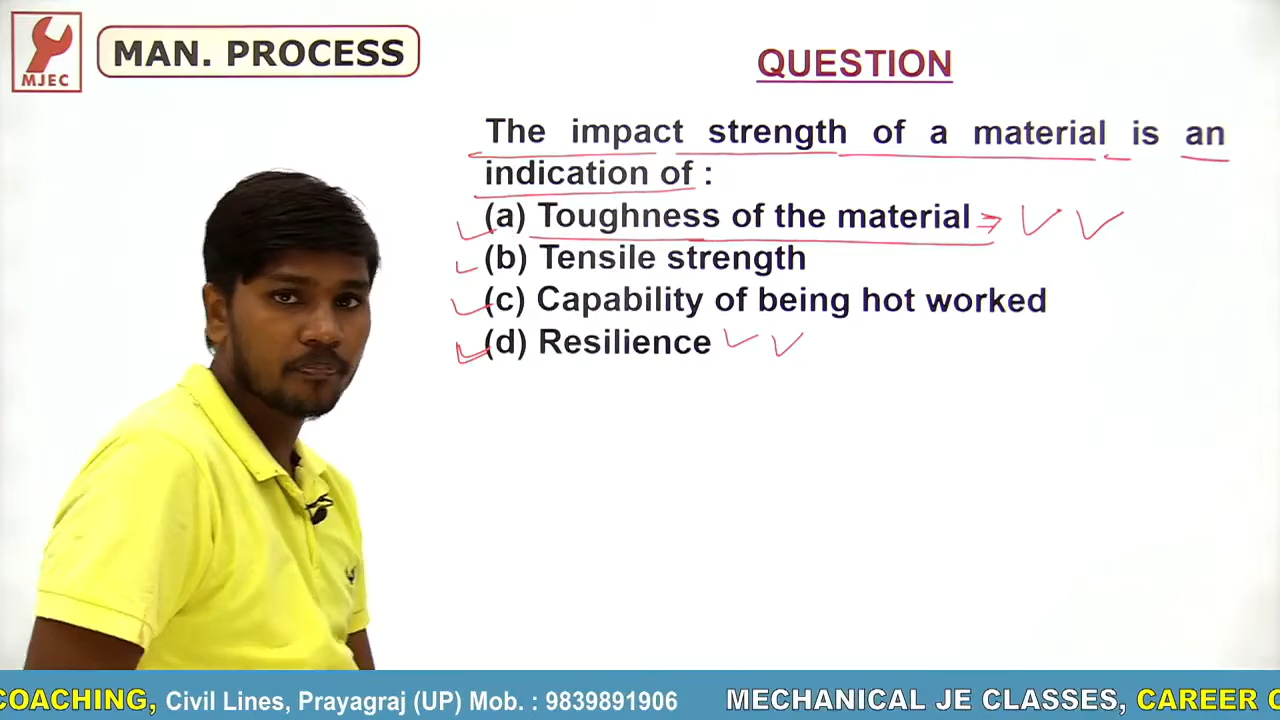 MJEC
MAN. PROCESS
QUESTION
The impact strength of a material is an
indication of :
(a) Toughness of the material
(b) Tensile strength
(c) Capability of being hot worked
(d) Resilience
COACHING, Civil Lines, Prayagraj (UP) Mob. : 9839891906 MECHANICAL JE CLASSES, CAREER